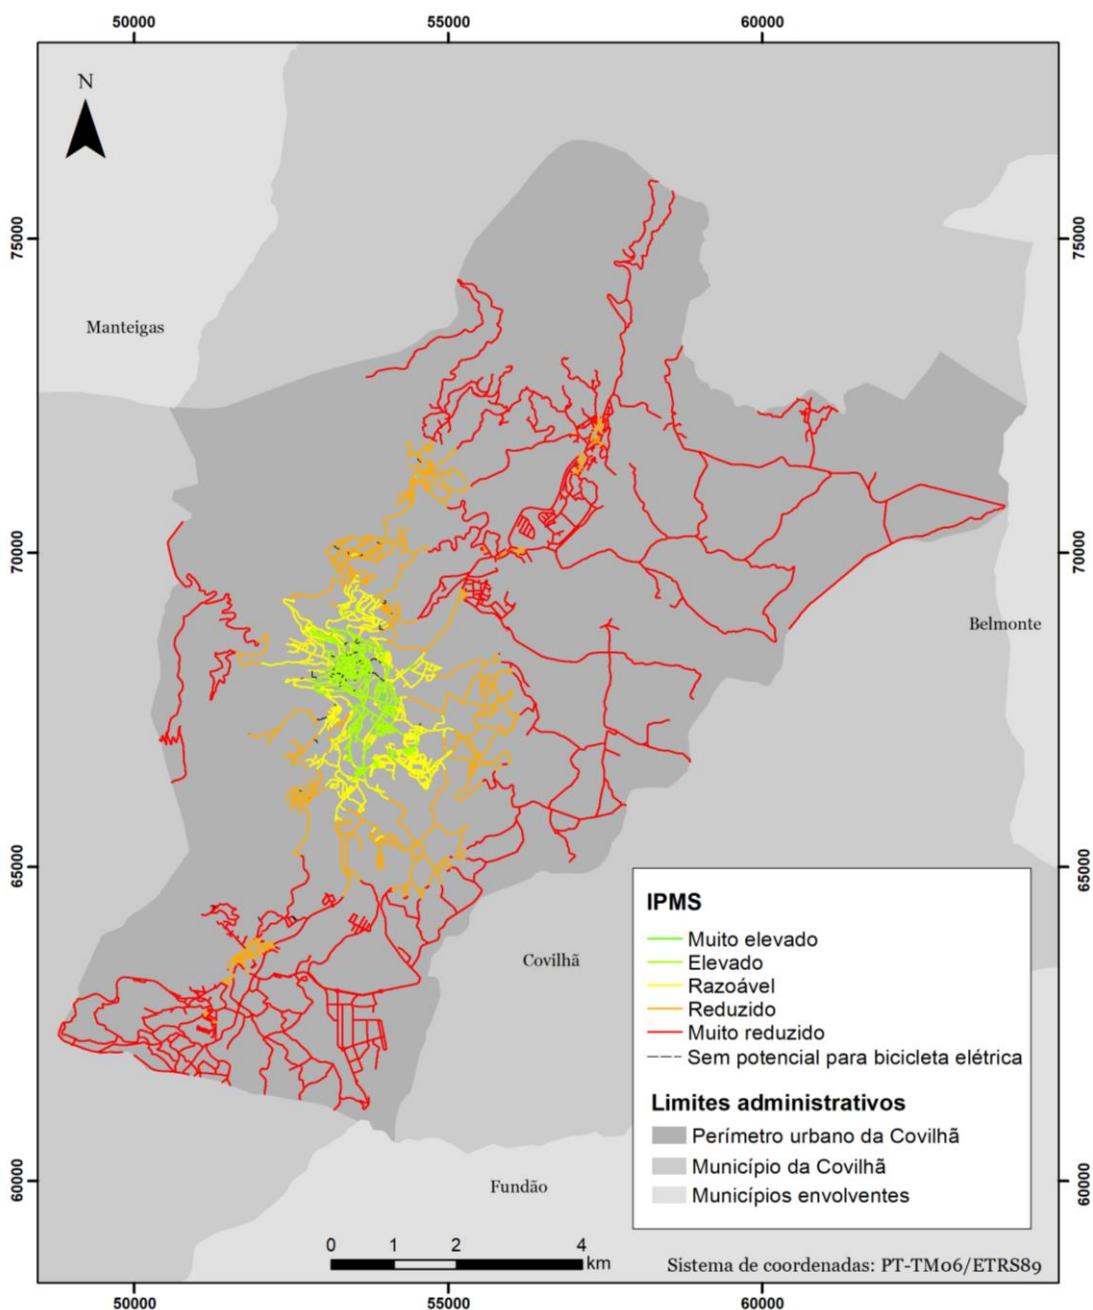 50000 55000 60000
N
75000 75000
Manteigas
70000 70000
Belmonte
65000 65000
IPMS
Muito elevado
Elevado
Covilhã
Razoável
Reduzido
Muito reduzido
Sem potencial para bicicleta elétrica
Limites administrativos
Perímetro urbano da Covilhã
Município da Covilhã
60000 60000
Fundão
Municípios envolventes
0 1 2 4
km
Sistema de coordenadas: PT-TM06/ETRS89
50000 55000 60000